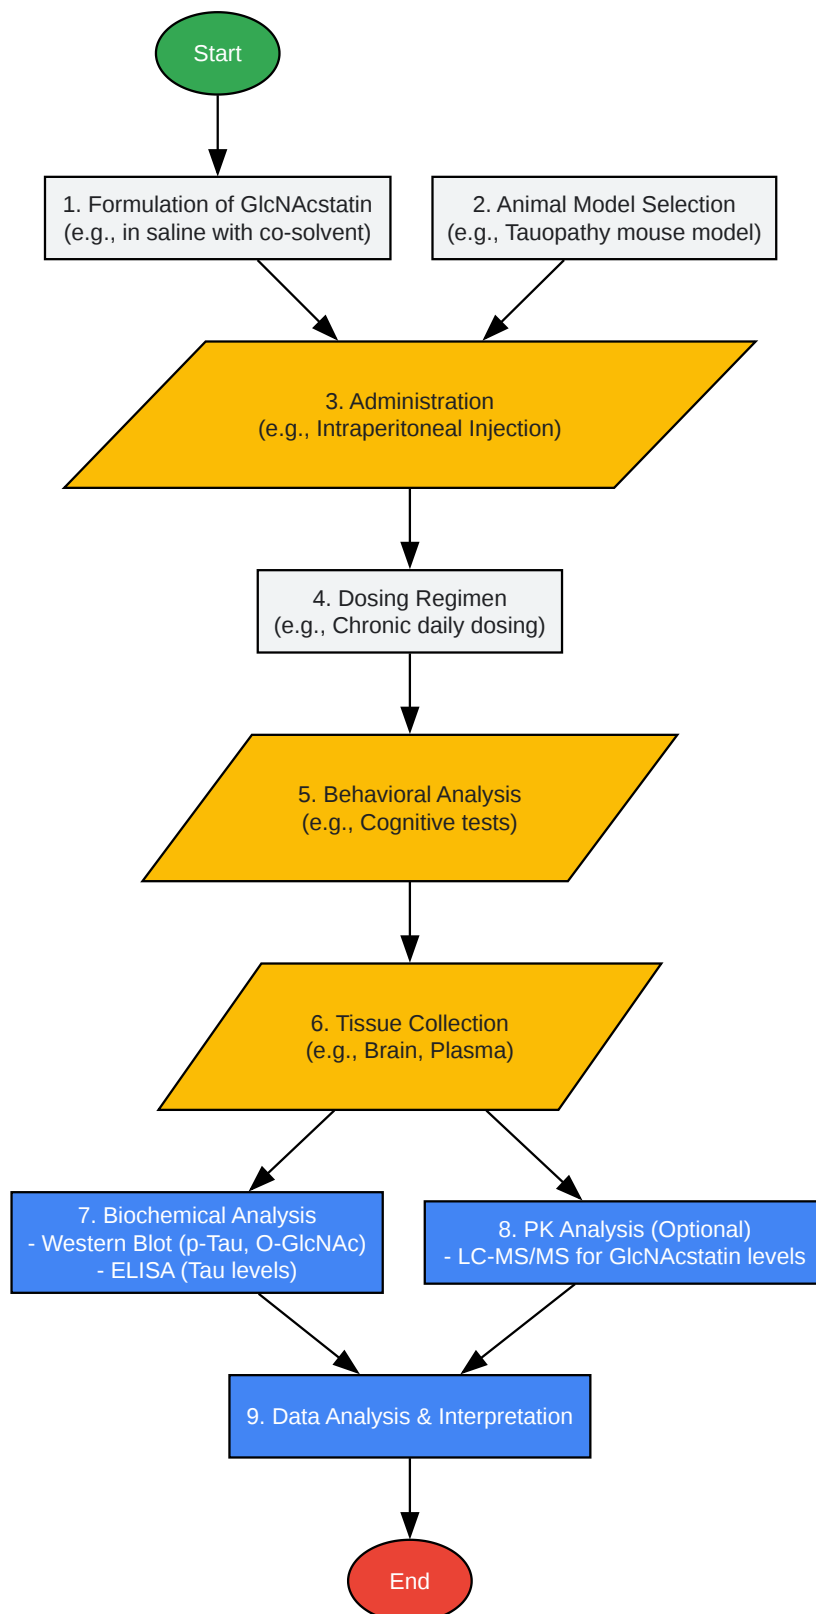 Start
1. Formulation of GlcNAcstatin
(e.g., in saline with co-solvent)
2. Animal Model Selection
(e.g., Tauopathy mouse model)
3. Administration
(e.g., Intraperitoneal Injection)
4. Dosing Regimen
(e.g., Chronic daily dosing)
5. Behavioral Analysis
(e.g., Cognitive tests)
6. Tissue Collection
(e.g., Brain, Plasma)
7. Biochemical Analysis
- Western Blot (p-Tau, O-GlcNAc)
- ELISA (Tau levels)
8. PK Analysis (Optional)
- LC-MS/MS for GlcNAcstatin levels
9. Data Analysis & Interpretation
End